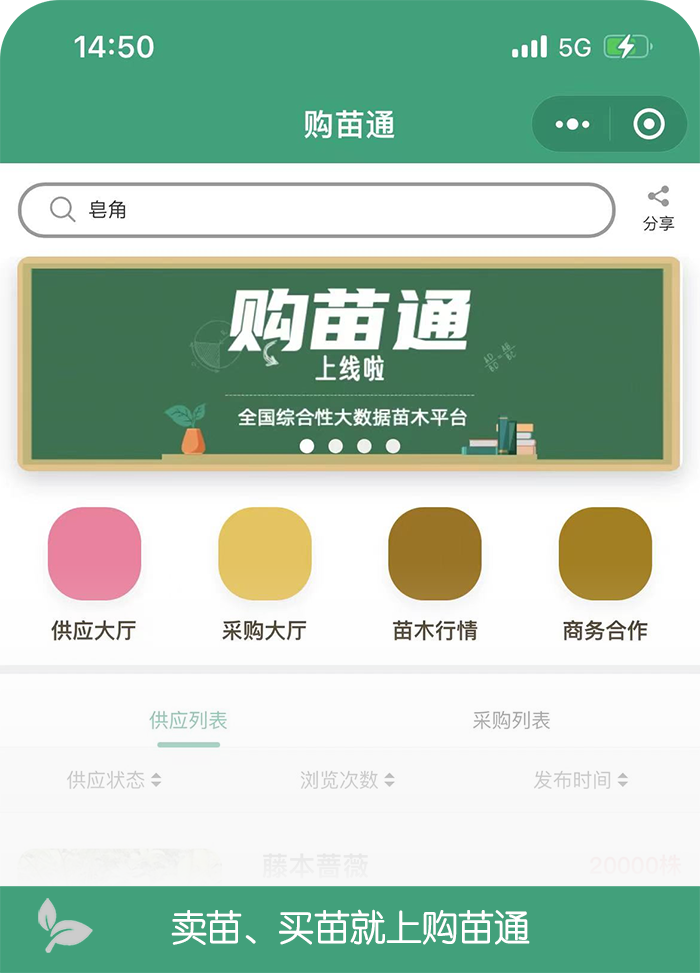 14:50
5G
购苗通
皂角
分享
购苗通
上线啦
全国综合性大数据苗木平台
供应大厅
采购大厅
苗木行情
商务合作
供应列表
采购列表
供应状态
浏览次数
发布时间
藤本蔷薇
20000株
卖苗、买苗就上购苗通